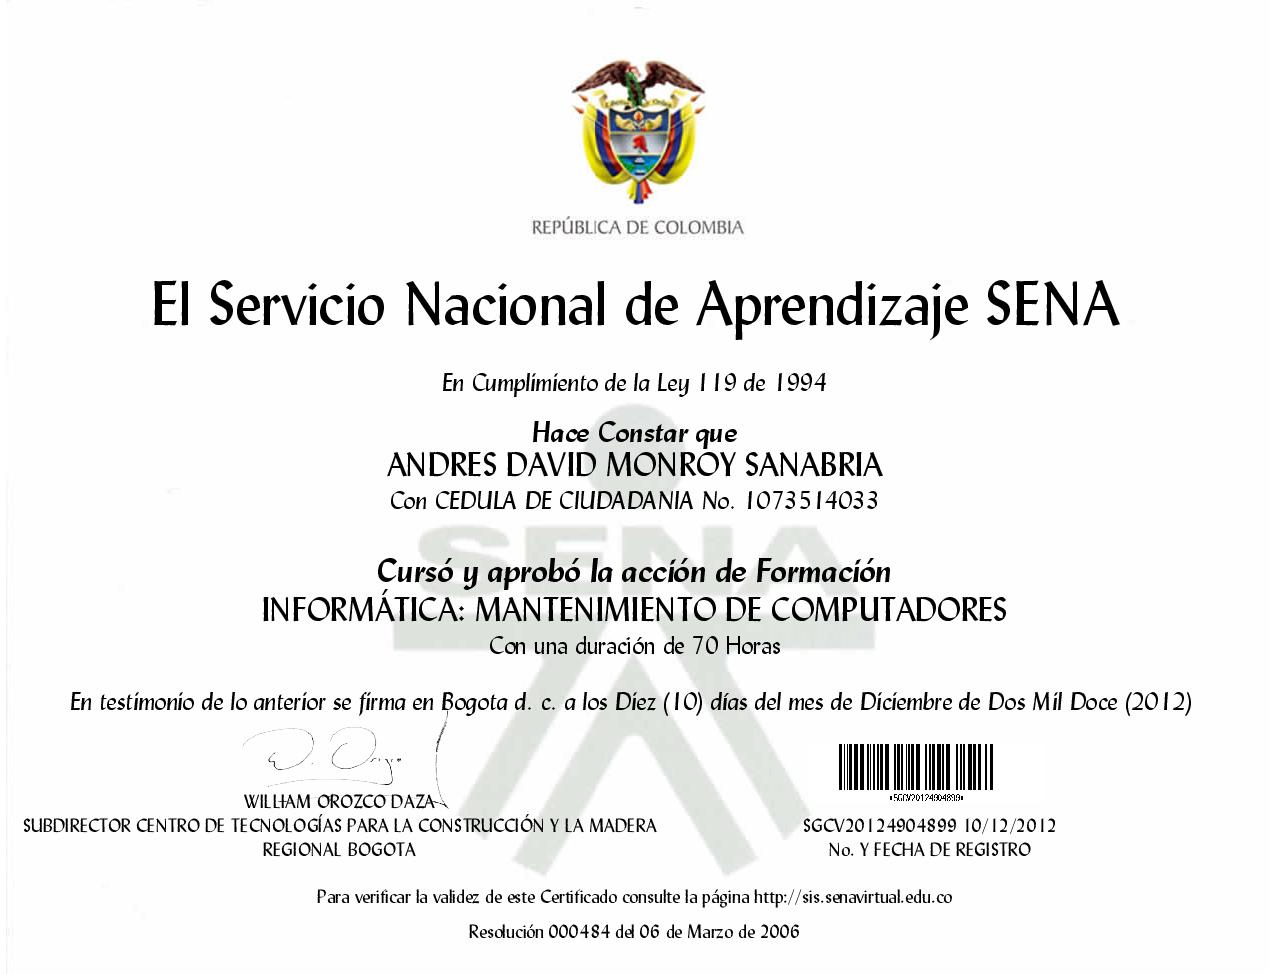 REPÚBLICA DE COLOMBIA
El Servicio Nacional de Aprendizaje SENA
En Cumplimiento de la Ley 119 de 1994
Hace Constar que
ANDRES DAVID MONROY SANABRIA
Con CEDULA DE CIUDADANIA No. 1073514033
SENA
Cursó y aprobó la acción de Formación
INFORMÁTICA: MANTENIMIENTO DE COMPUTADORES
Con una duración de 70 Horas
En testimonio de lo anterior se firma en Bogota d. c. a los Diez (10) días del mes de Diciembre de Dos Mil Doce (2012)
*SGCV20124904899*
WILLIAM OROZCO DAZA
SUBDIRECTOR CENTRO DE TECNOLOGÍAS PARA LA CONSTRUCCIÓN Y LA MADERA
REGIONAL BOGOTA
SGCV20124904899 10/12/2012
No. Y FECHA DE REGISTRO
Para verificar la validez de este Certificado consulte la página http://sis.senavirtual.edu.co
Resolución 000484 del 06 de Marzo de 2006